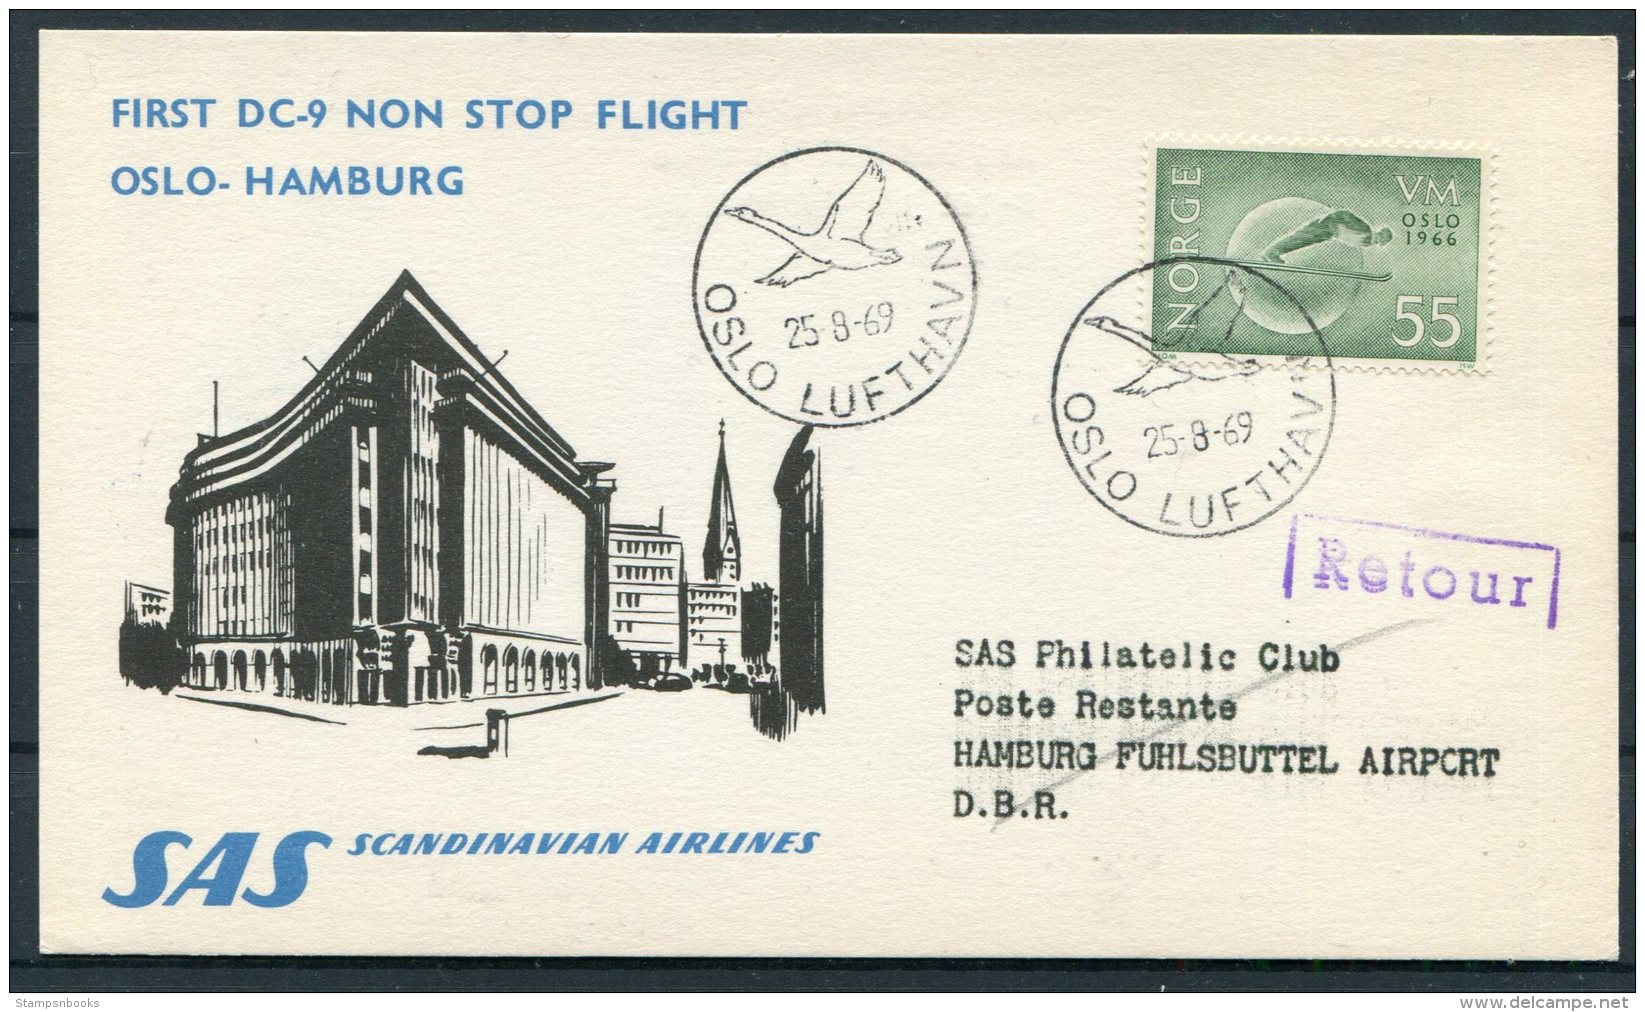 FIRST DC-9 NON STOP FLIGHT
OSLO- HAMBURG
OSLO LUFTHAVN
25-8-69
NORGE
VM
OSLO
1966
55
OSLO LUFTHAVN
25-8-69
Retour
SAS Philatelic Club
Poste Restante
HAMBURG FUHLSBUTTEL AIRPORT
D.B.R.
SAS SCANDINAVIAN AIRLINES
Stampsnbooks
www.delcampe.net